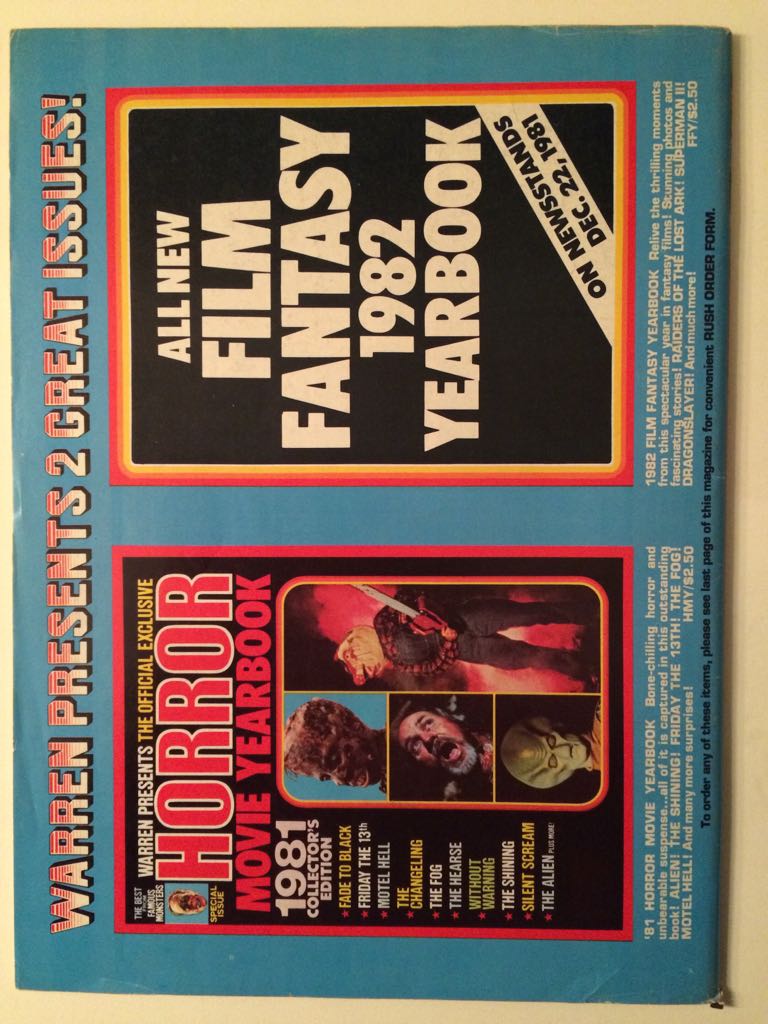 WARREN PRESENTS 2 GREAT ISSUES!
THE BEST
FROM
FAMOUS
MONSTERS
SPECIAL
ISSUE
WARREN PRESENTS THE OFFICIAL EXCLUSIVE
HORROR
MOVIE YEARBOOK
1981
COLLECTOR'S
EDITION
★ FADE TO BLACK
★ FRIDAY THE 13th
★ MOTEL HELL
★ THE
CHANGELING
★ THE FOG
★ THE HEARSE
★ WITHOUT
WARNING
★ THE SHINING
★ SILENT SCREAM
★ THE ALIEN PLUS MORE!
'81 HORROR MOVIE YEARBOOK Bone-chilling horror and
unbearable suspense...all of it is captured in this outstanding
book! ALIEN! THE SHINING! FRIDAY THE 13TH! THE FOG!
MOTEL HELL! And many more surprises! HMY/$2.50
ALL NEW
FILM
FANTASY
1982
YEARBOOK
ON NEWSSTANDS
DEC. 22, 1981
1982 FILM FANTASY YEARBOOK Relive the thrilling moments
from this spectacular year in fantasy films! Stunning photos and
fascinating stories! RAIDERS OF THE LOST ARK! SUPERMAN II!
DRAGONSLAYER! And much more! FFY/$2.50
To order any of these items, please see last page of this magazine for convenient RUSH ORDER FORM.